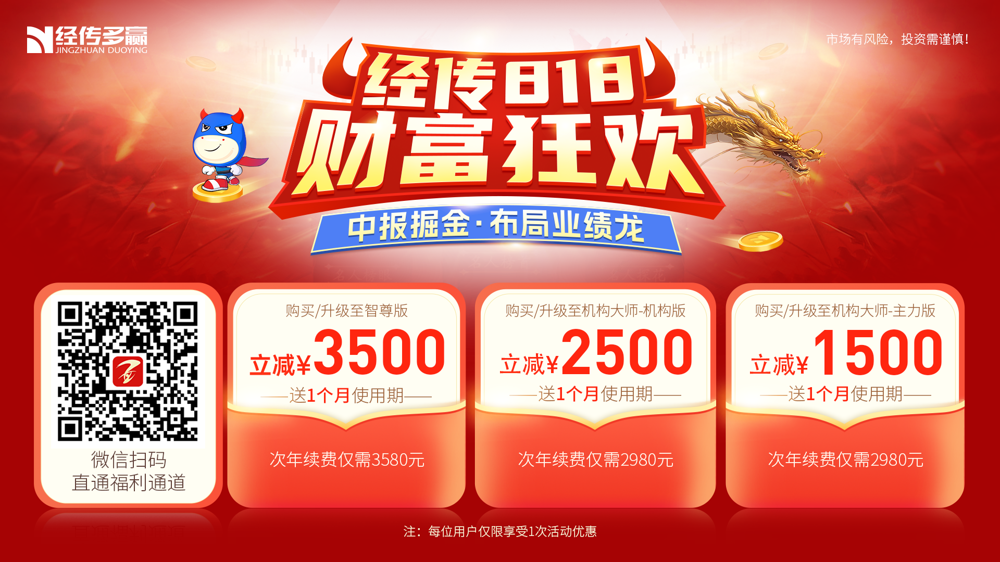 经传多赢
JINGZHUAN DUOYING
市场有风险，投资需谨慎！
经传818
财富狂欢
中报掘金·布局业绩龙
微信扫码
直通福利通道
购买/升级至智尊版
立减¥3500
送1个月使用期
次年续费仅需3580元
购买/升级至机构大师-机构版
立减¥2500
送1个月使用期
次年续费仅需2980元
购买/升级至机构大师-主力版
立减¥1500
送1个月使用期
次年续费仅需2980元
注：每位用户仅限享受1次活动优惠